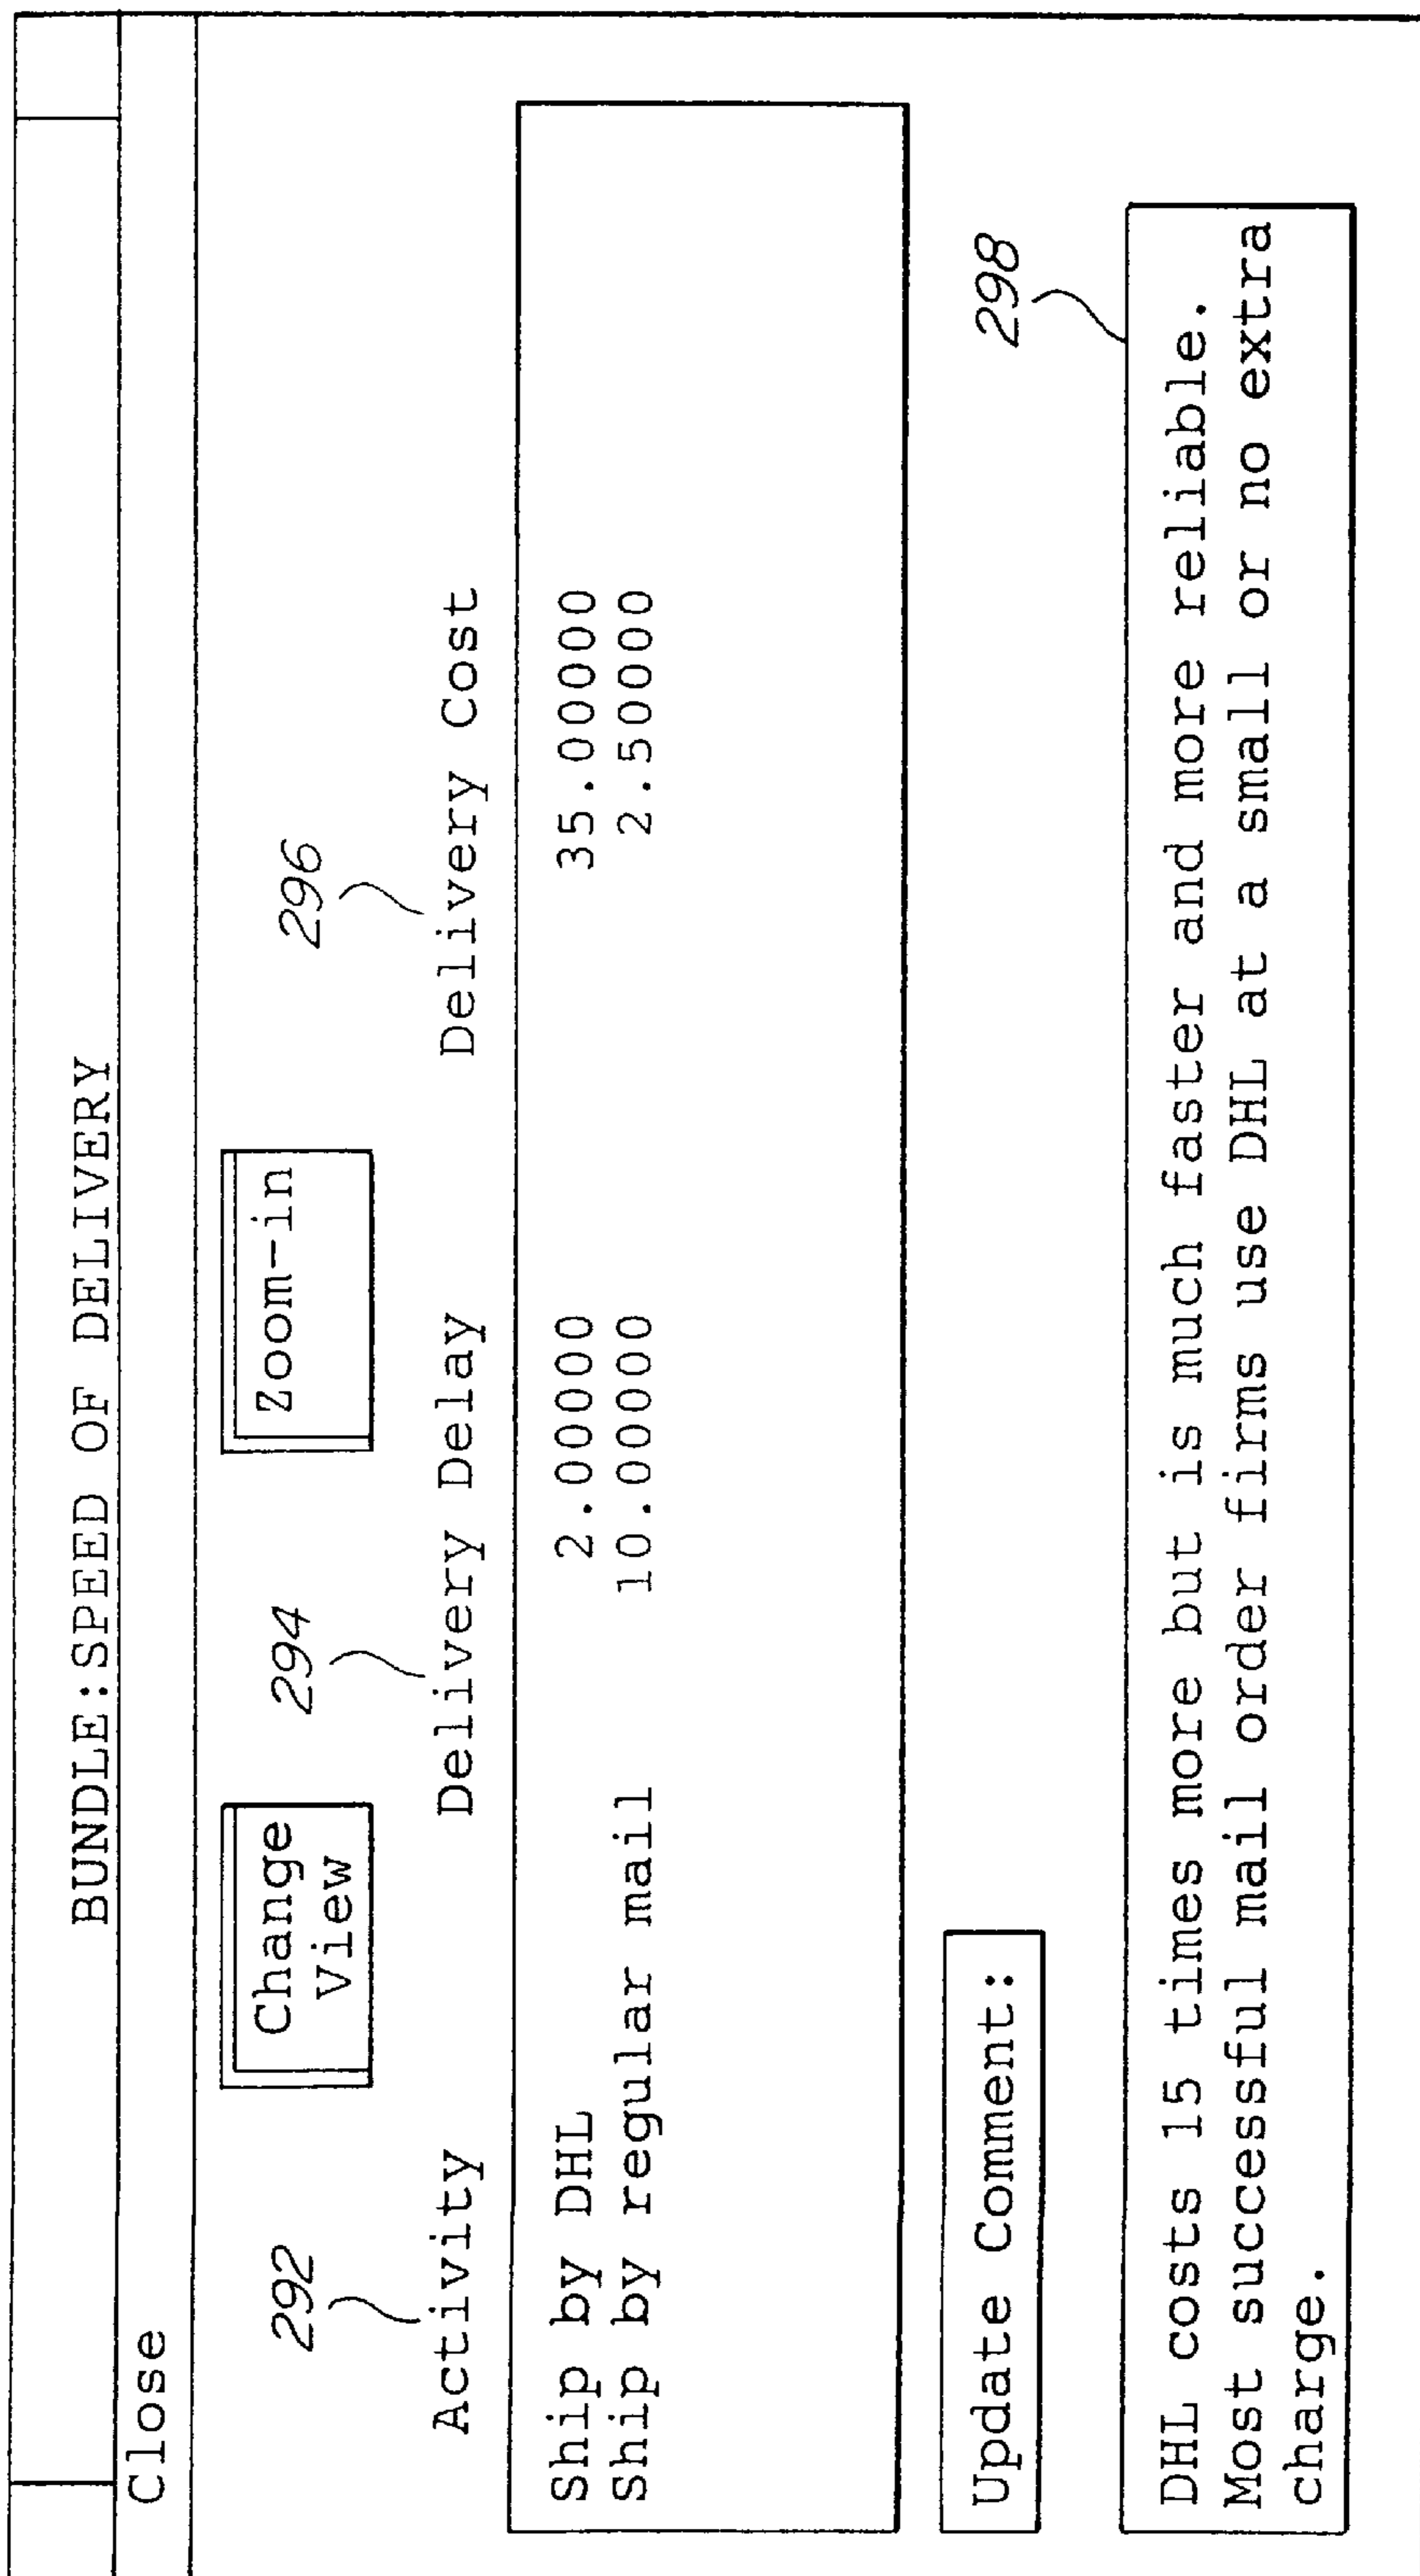 BUNDLE:SPEED OF DELIVERY
Close
292
Change
View
294
Zoom-in
296
Activity
Delivery Delay
Delivery Cost
Ship by DHL 2.00000 35.00000
Ship by regular mail 10.00000 2.50000
Update Comment:
298
DHL costs 15 times more but is much faster and more reliable.
Most successful mail order firms use DHL at a small or no extra
charge.